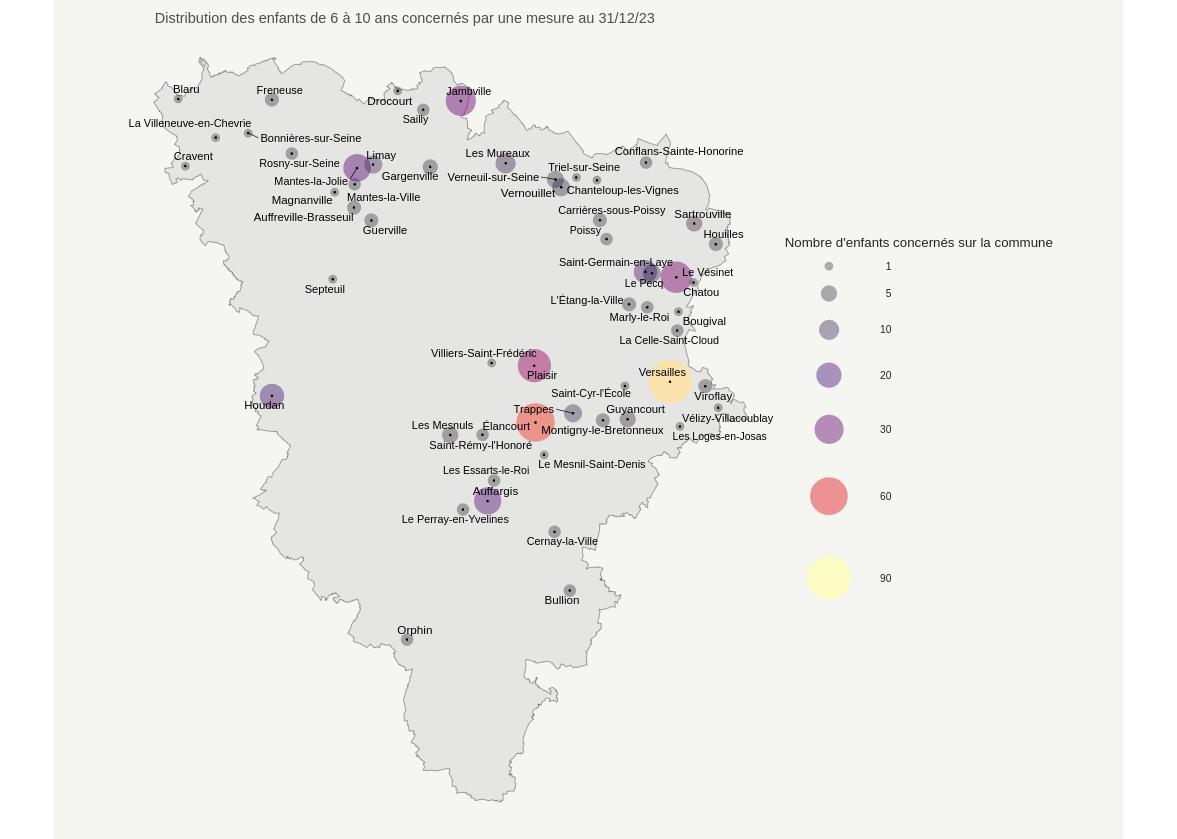 Distribution des enfants de 6 à 10 ans concernés par une mesure au 31/12/23
Blaru
Freneuse
Drocourt
Jambville
Sailly
La Villeneuve-en-Chevrie
Bonnières-sur-Seine
Cravent
Rosny-sur-Seine
Limay
Gargenville
Les Mureaux
Conflans-Sainte-Honorine
Triel-sur-Seine
Verneuil-sur-Seine
Mantes-la-Jolie
Vernouillet
Chanteloup-les-Vignes
Magnanville
Mantes-la-Ville
Auffreville-Brasseuil
Guerville
Carrières-sous-Poissy
Sartrouville
Poissy
Houilles
Nombre d'enfants concernés sur la commune
Saint-Germain-en-Laye
Le Vésinet
Le Pecq
Chatou
Septeuil
L'Étang-la-Ville
Marly-le-Roi
Bougival
La Celle-Saint-Cloud
Villiers-Saint-Frédéric
Plaisir
Versailles
Saint-Cyr-l'École
Viroflay
Houdan
Trappes
Guyancourt
Vélizy-Villacoublay
Les Mesnuls
Élancourt
Montigny-le-Bretonneux
Les Loges-en-Josas
Saint-Rémy-l'Honoré
Le Mesnil-Saint-Denis
Les Essarts-le-Roi
Auffargis
Le Perray-en-Yvelines
Cernay-la-Ville
Bullion
Orphin
1
5
10
20
30
60
90